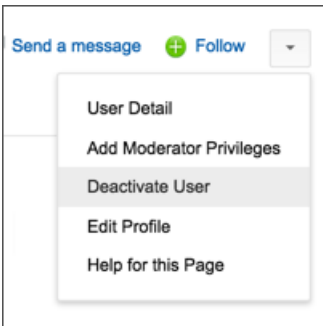 Send a message Follow
User Detail
Add Moderator Privileges
Deactivate User
Edit Profile
Help for this Page